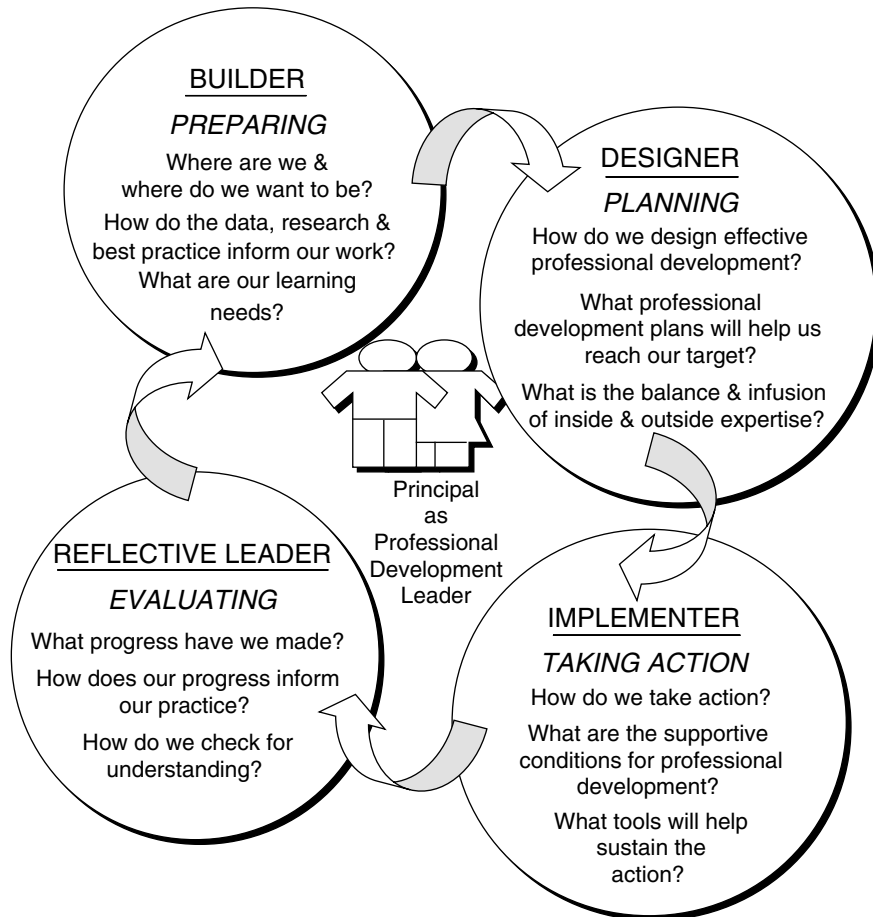 BUILDER
PREPARING
Where are we &
where do we want to be?
How do the data, research &
best practice inform our work?
What are our learning
needs?
DESIGNER
PLANNING
How do we design effective
professional development?
What professional
development plans will help us
reach our target?
What is the balance & infusion
of inside & outside expertise?
Principal
as
Professional
Development
Leader
IMPLEMENTER
TAKING ACTION
How do we take action?
What are the supportive
conditions for professional
development?
What tools will help
sustain the
action?
REFLECTIVE LEADER
EVALUATING
What progress have we made?
How does our progress inform
our practice?
How do we check for
understanding?